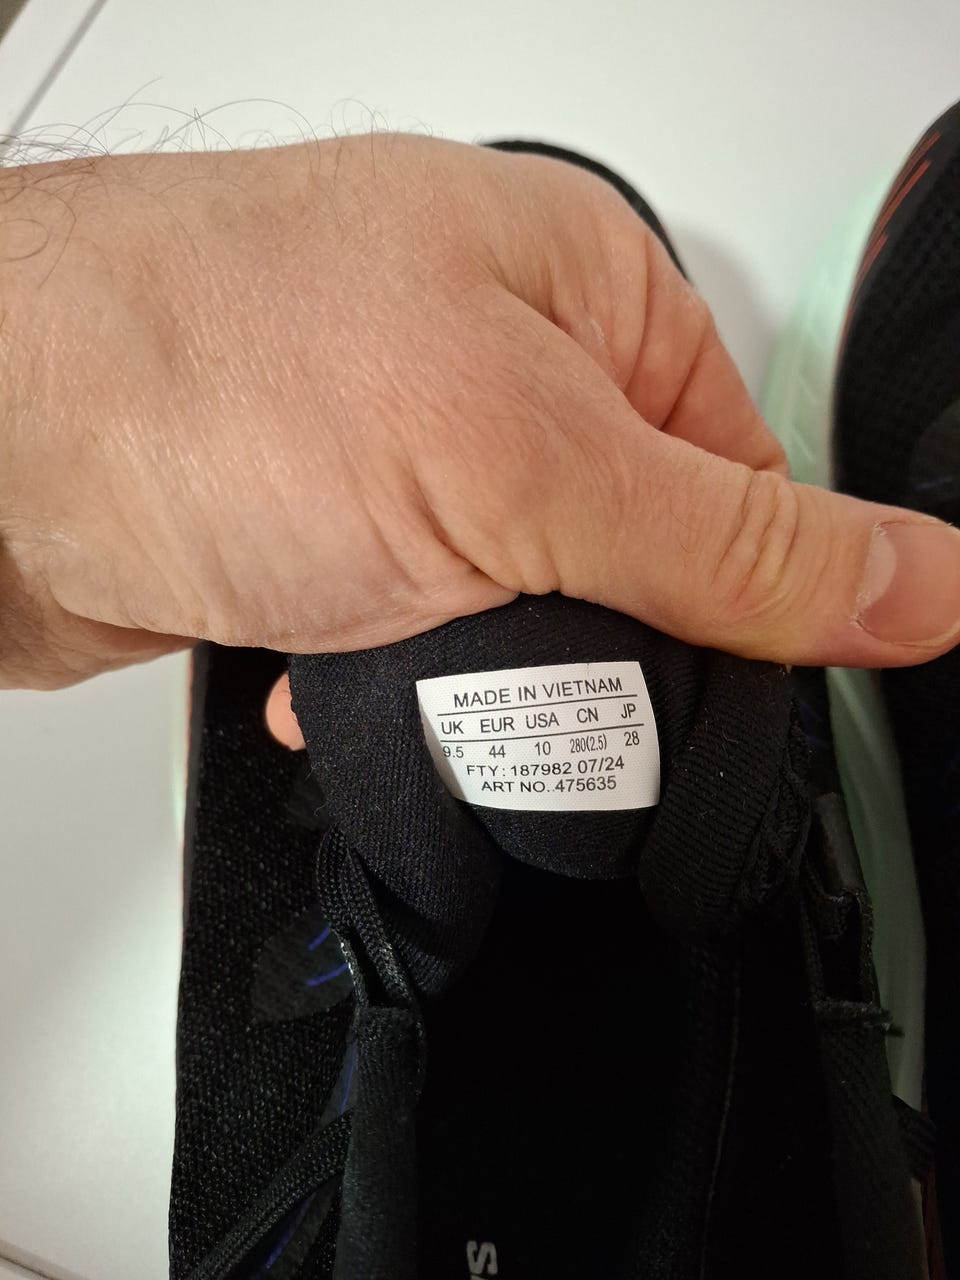 MADE IN VIETNAM
UK EUR USA CN JP
9.5 44 10 280(2.5) 28
FTY: 187982 07/24
ART NO..475635